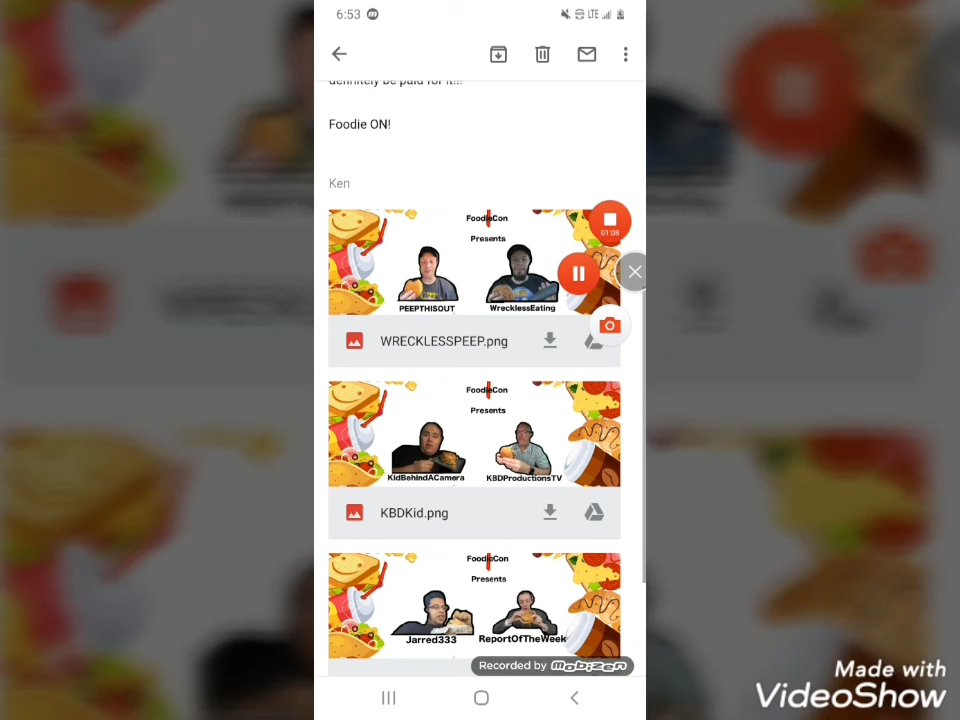 6:53
LTE
definitely be paid for it!!!
Foodie ON!
Ken
FoodieCon
Presents
PEEPTHISOUT
WrecklessEating
01:08
WRECKLESSPEEP.png
FoodieCon
Presents
KidBehindACamera
KBDProductionsTV
KBDKid.png
FoodieCon
Presents
Jarred333
ReportOfTheWeek
Recorded by mobizen
Made with
VideoShow